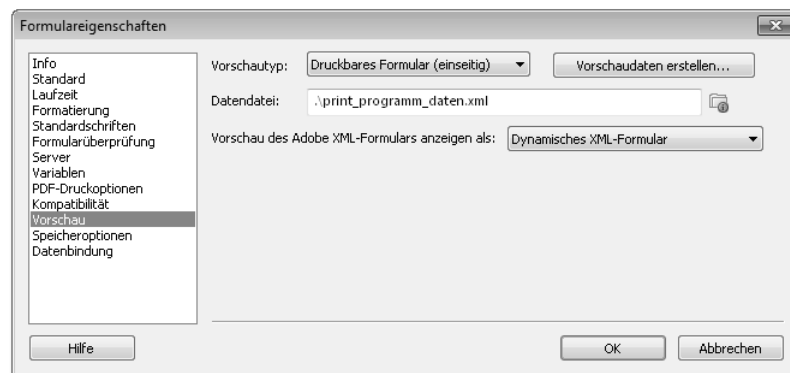 Formulareigenschaften
Info
Standard
Laufzeit
Formatierung
Standardschriften
Formularüberprüfung
Server
Variablen
PDF-Druckoptionen
Kompatibilität
Vorschau
Speicheroptionen
Datenbindung
Vorschautyp: Druckbares Formular (einseitig) Vorschaudaten erstellen...
Datendatei: .\print_programm_daten.xml
Vorschau des Adobe XML-Formulars anzeigen als: Dynamisches XML-Formular
Hilfe OK Abbrechen